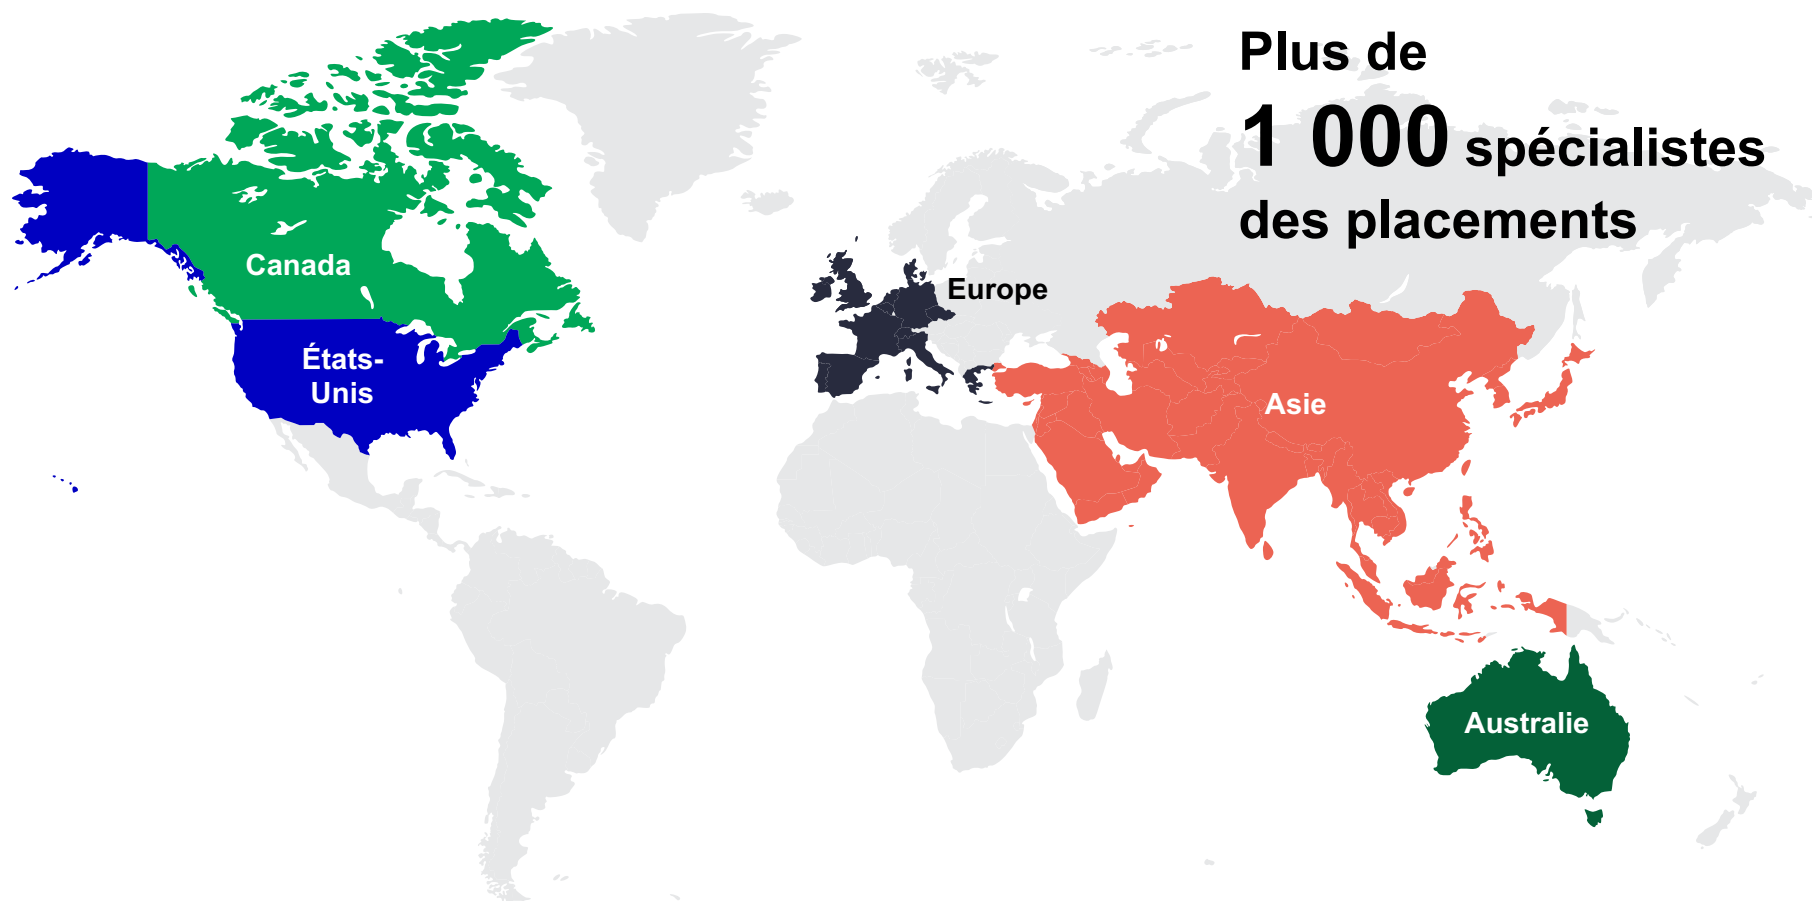 Plus de
1 000 spécialistes
des placements
Canada
Europe
États-
Unis
Asie
Australie